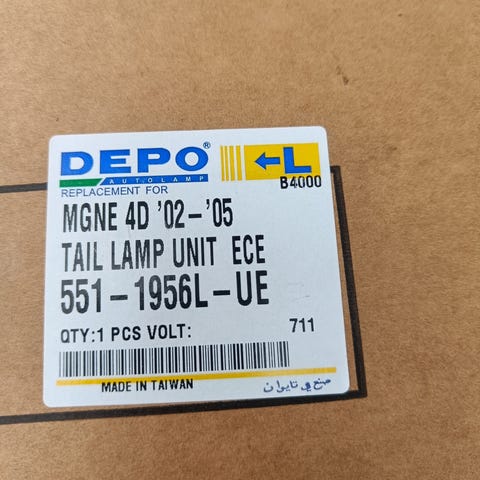 DEPO®
AUTOLAMP
←L
B4000
REPLACEMENT FOR
MGNE 4D '02-'05
TAIL LAMP UNIT ECE
551-1956L-UE
QTY:1 PCS VOLT:
711
MADE IN TAIWAN
صنع في تايوان